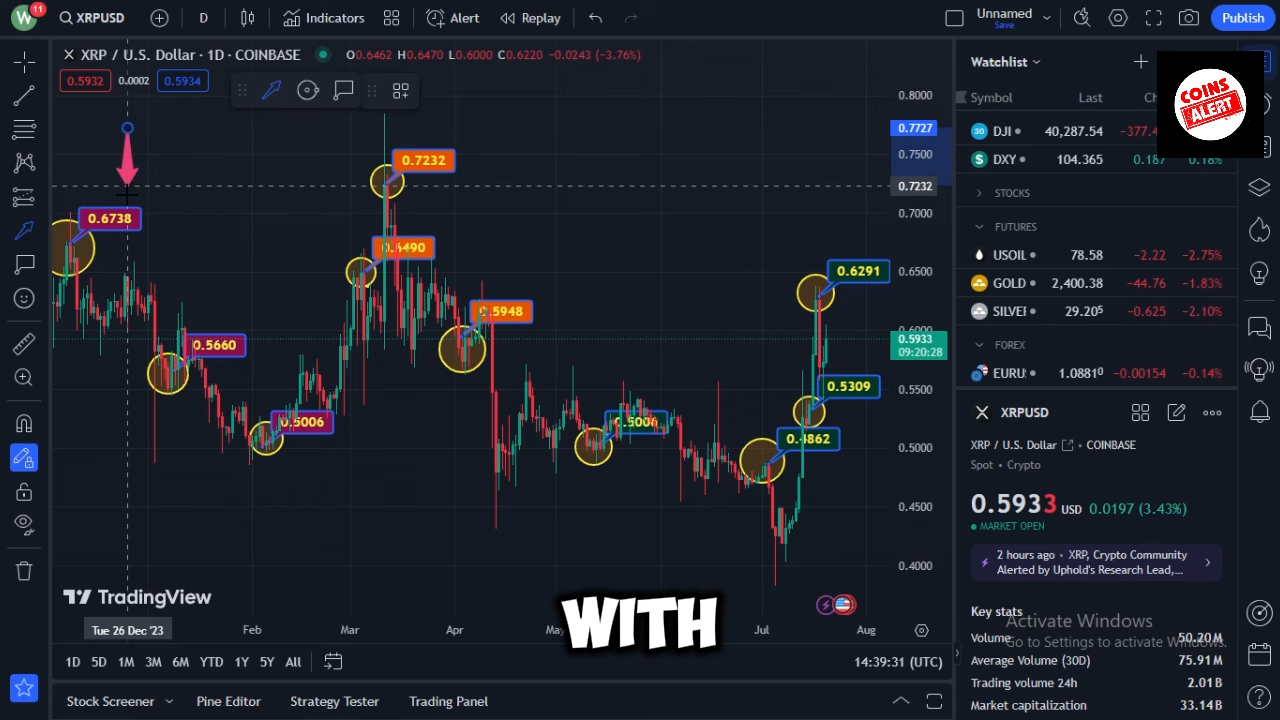 W 11 XRPUSD D Indicators Alert Replay Unnamed Save Publish
XRP / U.S. Dollar · 1D · COINBASE O0.6462 H0.6470 L0.6000 C0.6220 −0.0243 (−3.76%)
0.5932 0.0002 0.5934
0.8000
0.7727
0.7500
0.7232
0.7000
0.6500
0.6000
0.5933
09:20:28
0.5500
0.5000
0.4500
0.4000
0.6738
0.5660
0.5006
0.7232
0.6490
0.5948
0.5006
0.4862
0.5309
0.6291
TradingView
WITH
Tue 26 Dec '23 Feb Mar Apr Jul Aug
1D 5D 1M 3M 6M YTD 1Y 5Y All 14:39:31 (UTC)
Stock Screener Pine Editor Strategy Tester Trading Panel
Watchlist
COINS
ALERT
Symbol Last
DJI 40,287.54
DXY 104.365 0.187 0.18%
STOCKS
FUTURES
USOIL 78.58 −2.22 −2.75%
GOLD 2,400.38 −44.76 −1.83%
SILVER 29.205 −0.625 −2.10%
FOREX
EURU 1.08810 −0.00154 −0.14%
XRPUSD
XRP / U.S. Dollar COINBASE
Spot • Crypto
0.5933 USD 0.0197 (3.43%)
MARKET OPEN
2 hours ago • XRP, Crypto Community
Alerted by Uphold's Research Lead,...
Key stats
Activate Windows
Go to Settings to activate Windows.
Volume 50.20M
Average Volume (30D) 75.91M
Trading volume 24h 2.01B
Market capitalization 33.14B